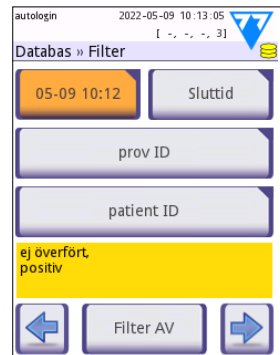 autologin 2022-05-09 10:13:05
[ -, -, -, 3]
Databas » Filter
05-09 10:12 Sluttid
prov ID
patient ID
ej överfört,
positiv
Filter AV